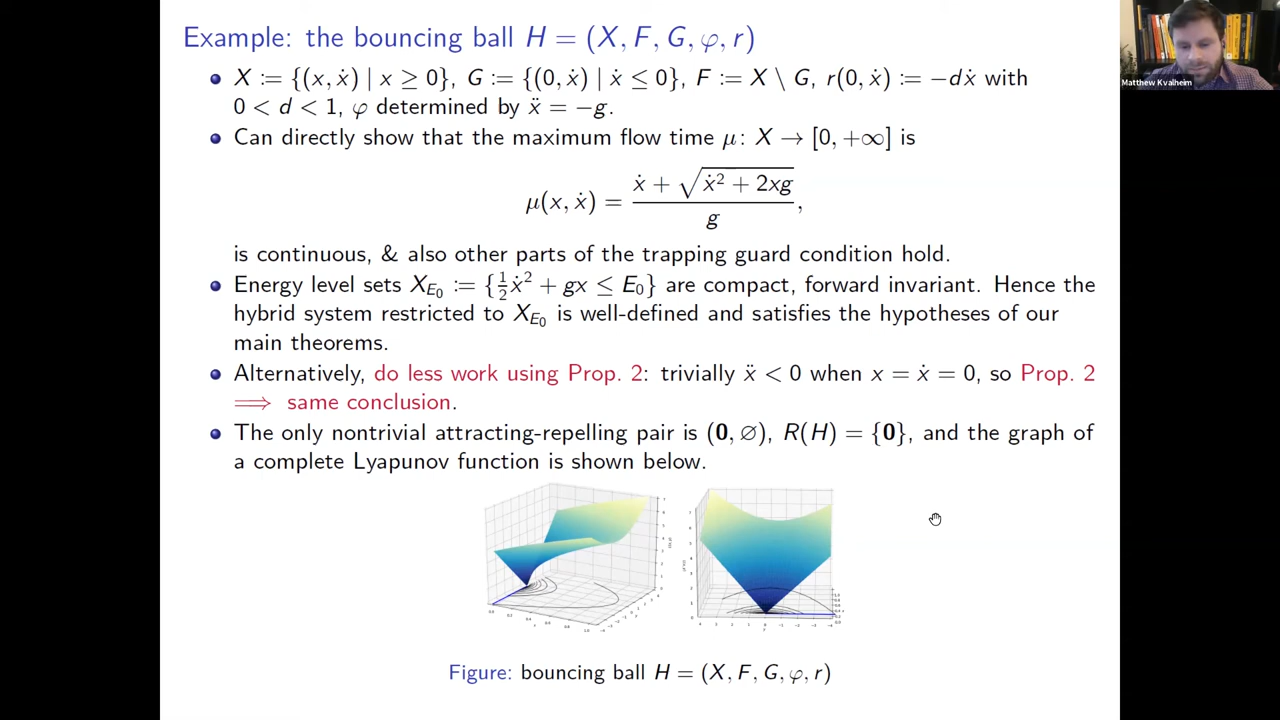 Example: the bouncing ball H = (X, F, G, φ, r)
Matthew Kvalheim
X := {(x, ẋ) | x ≥ 0}, G := {(0, ẋ) | ẋ ≤ 0}, F := X \ G, r(0, ẋ) := −dẋ with
0 < d < 1, φ determined by ẍ = −g.
Can directly show that the maximum flow time μ: X → [0, +∞] is
μ(x, ẋ) = (ẋ + √(ẋ² + 2xg)) / g,
is continuous, & also other parts of the trapping guard condition hold.
Energy level sets X_{E₀} := {½ẋ² + gx ≤ E₀} are compact, forward invariant. Hence the
hybrid system restricted to X_{E₀} is well-defined and satisfies the hypotheses of our
main theorems.
Alternatively, do less work using Prop. 2: trivially ẍ < 0 when x = ẋ = 0, so Prop. 2
⟹ same conclusion.
The only nontrivial attracting-repelling pair is (0, ∅), R(H) = {0}, and the graph of
a complete Lyapunov function is shown below.
Figure: bouncing ball H = (X, F, G, φ, r)